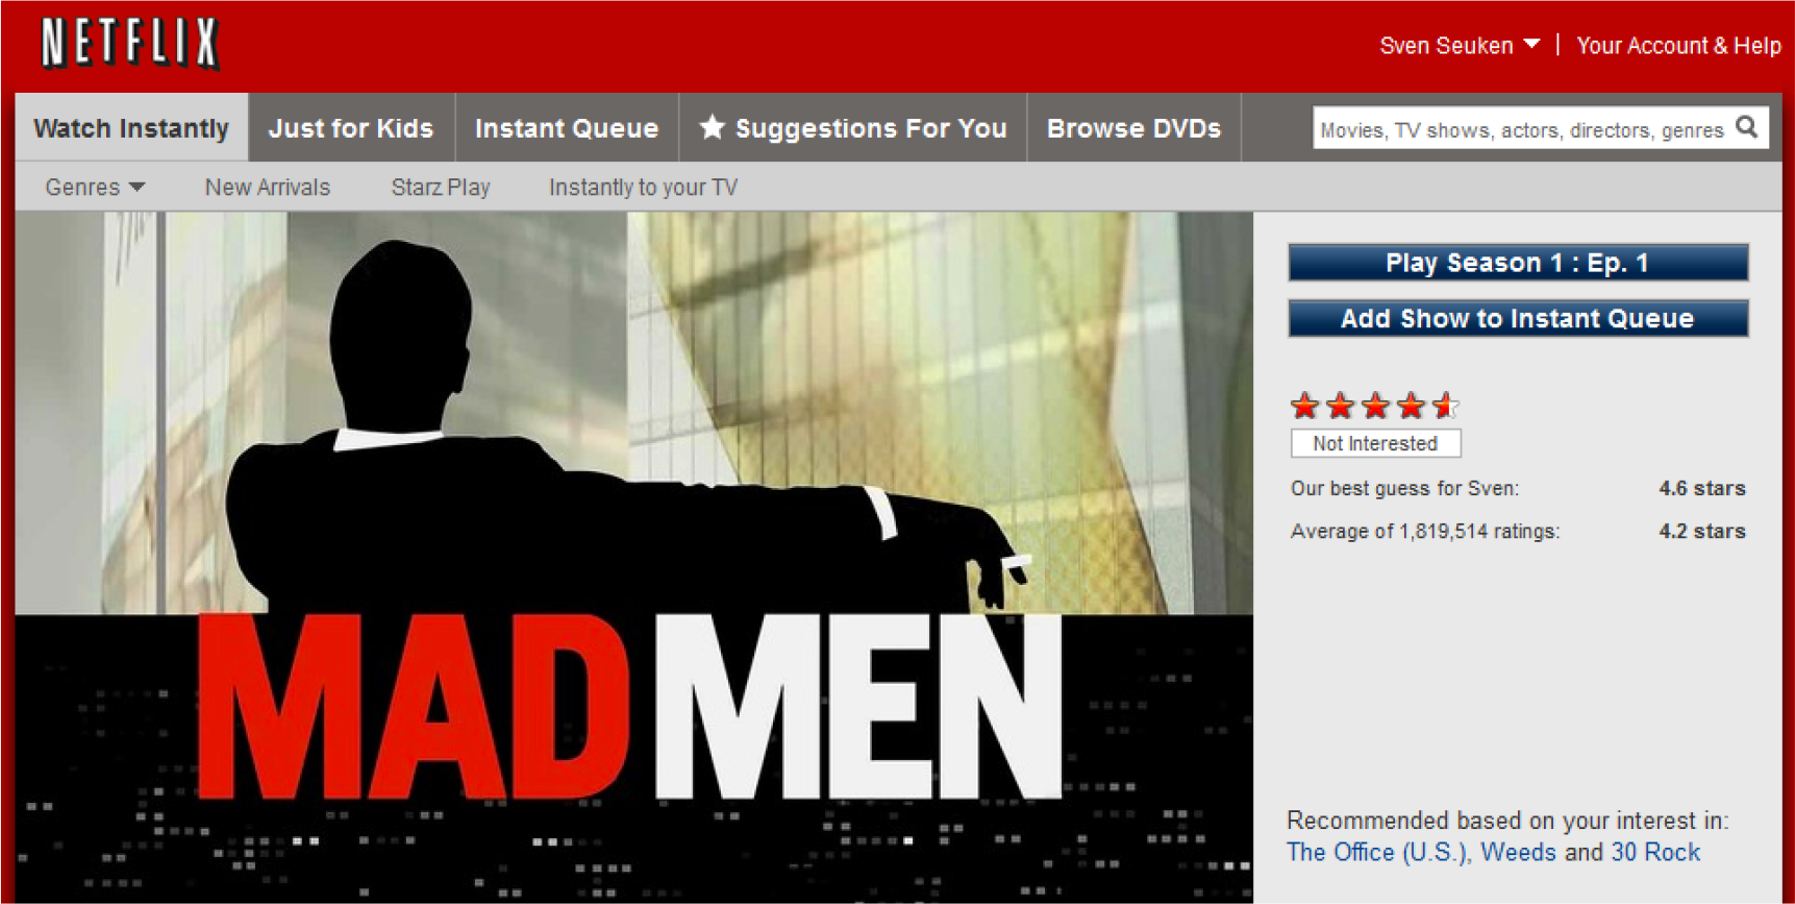 NETFLIX
Sven Seuken | Your Account & Help
Watch Instantly Just for Kids Instant Queue Suggestions For You Browse DVDs Movies, TV shows, actors, directors, genres
Genres New Arrivals Starz Play Instantly to your TV
Play Season 1 : Ep. 1
Add Show to Instant Queue
Not Interested
Our best guess for Sven: 4.6 stars
Average of 1,819,514 ratings: 4.2 stars
MAD MEN
Recommended based on your interest in:
The Office (U.S.), Weeds and 30 Rock